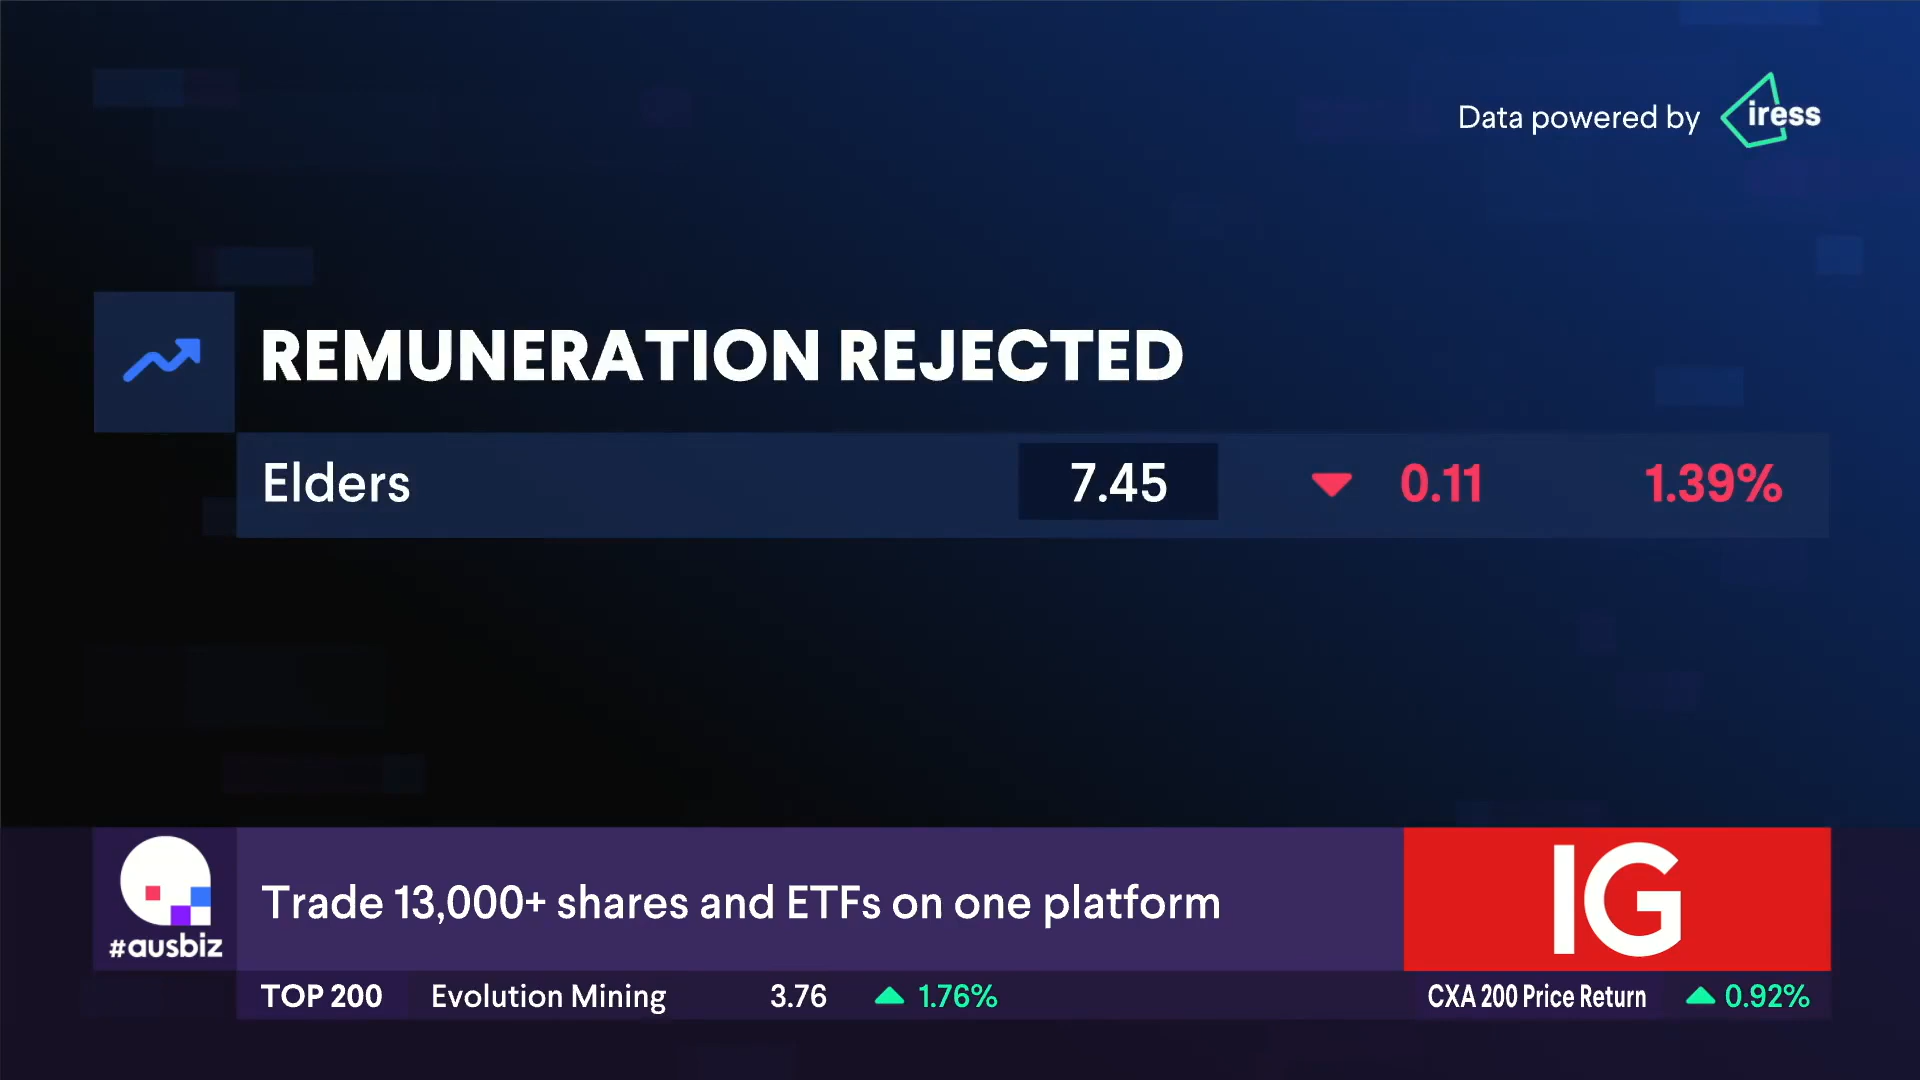 Data powered by iress
REMUNERATION REJECTED
Elders 7.45 0.11 1.39%
Trade 13,000+ shares and ETFs on one platform
IG
#ausbiz
TOP 200 Evolution Mining 3.76 1.76% CXA 200 Price Return 0.92%